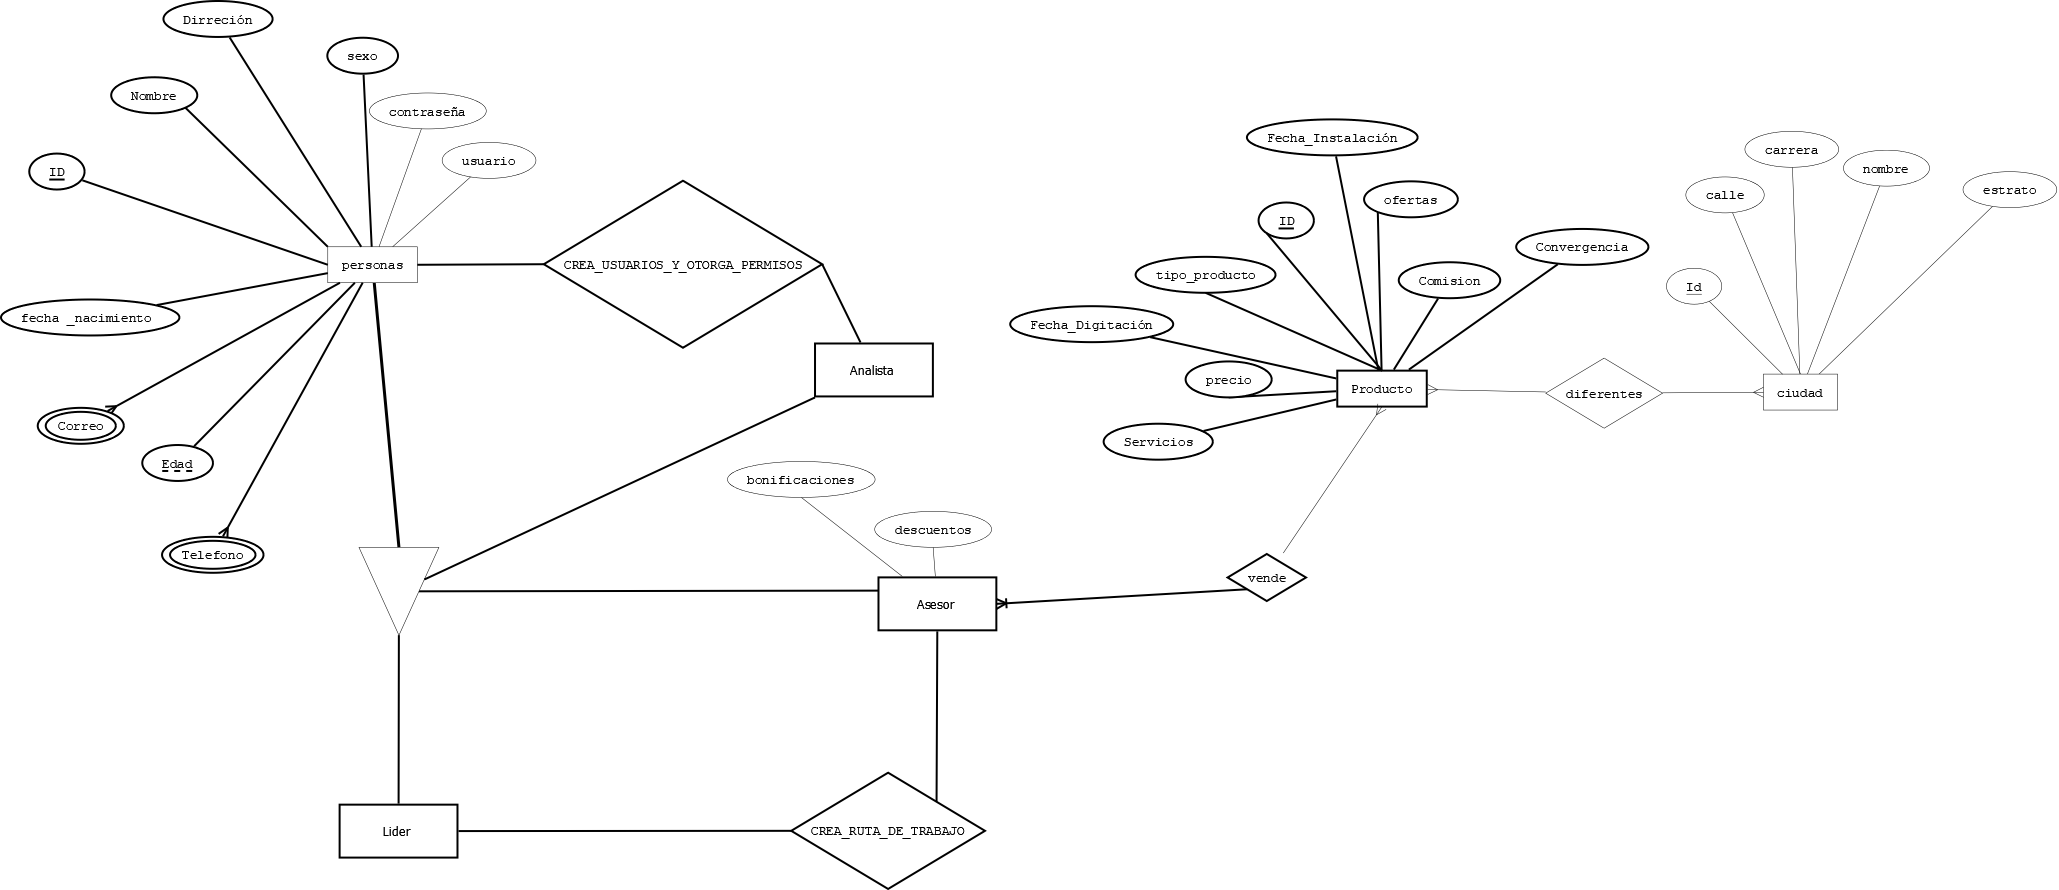 Dirreción
sexo
Nombre
contraseña
usuario
ID
personas
CREA_USUARIOS_Y_OTORGA_PERMISOS
fecha _nacimiento
Correo
Edad
Telefono
Analista
bonificaciones
descuentos
Asesor
vende
Lider
CREA_RUTA_DE_TRABAJO
Fecha_Instalación
ofertas
ID
Convergencia
tipo_producto
Comision
Fecha_Digitación
precio
Producto
Servicios
diferentes
carrera
nombre
calle
estrato
Id
ciudad